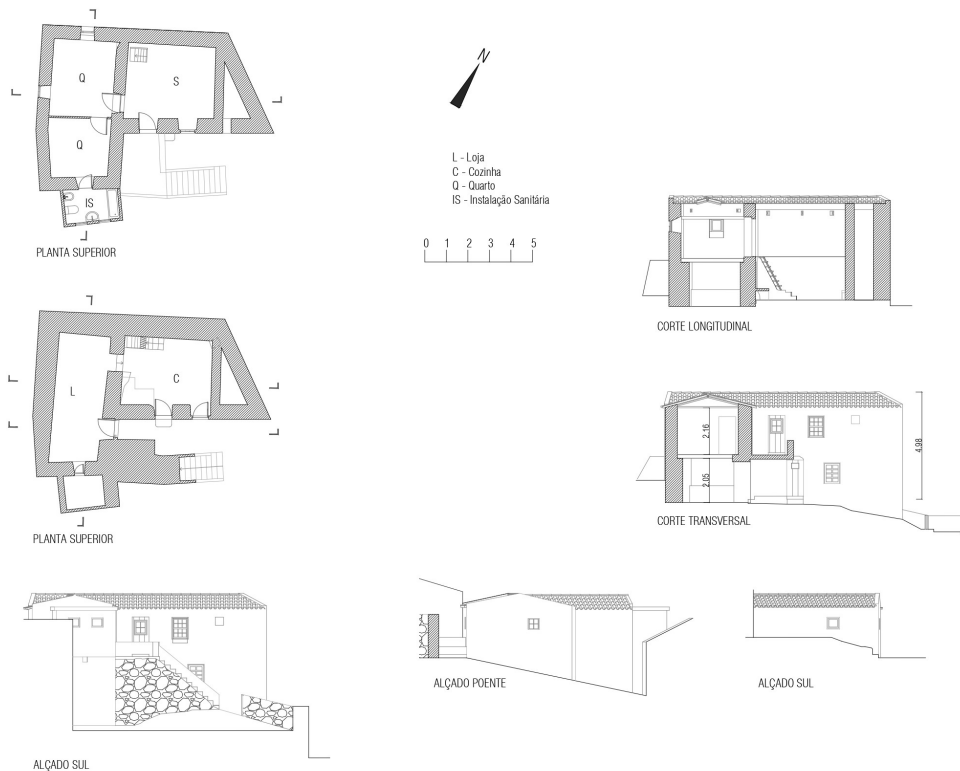 Q
S
Q
IS
PLANTA SUPERIOR
N
L - Loja
C - Cozinha
Q - Quarto
IS - Instalação Sanitária
0 1 2 3 4 5
CORTE LONGITUDINAL
L
C
PLANTA SUPERIOR
2.16
2.05
4.98
CORTE TRANSVERSAL
ALÇADO SUL
ALÇADO POENTE
ALÇADO SUL